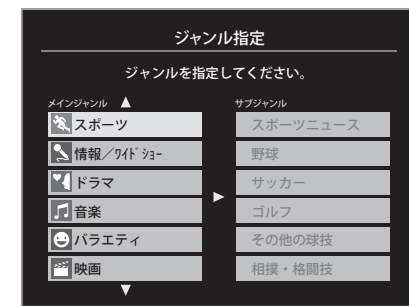 ジャンル指定
ジャンルを指定してください。
メインジャンル ▲
サブジャンル
スポーツ
スポーツニュース
情報／ﾜｲﾄﾞｼｮｰ
野球
ドラマ
サッカー
音楽
ゴルフ
バラエティ
その他の球技
映画
相撲・格闘技